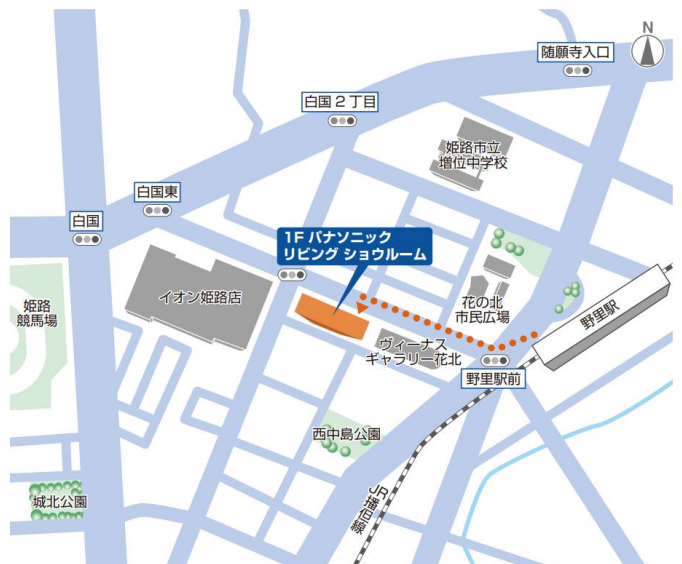 N
随願寺入口
白国2丁目
姫路市立
増位中学校
白国東
白国
1F パナソニック
リビング ショウルーム
イオン姫路店
姫路
競馬場
花の北
市民広場
野里駅
ヴィーナス
ギャラリー花北
野里駅前
西中島公園
JR播但線
城北公園